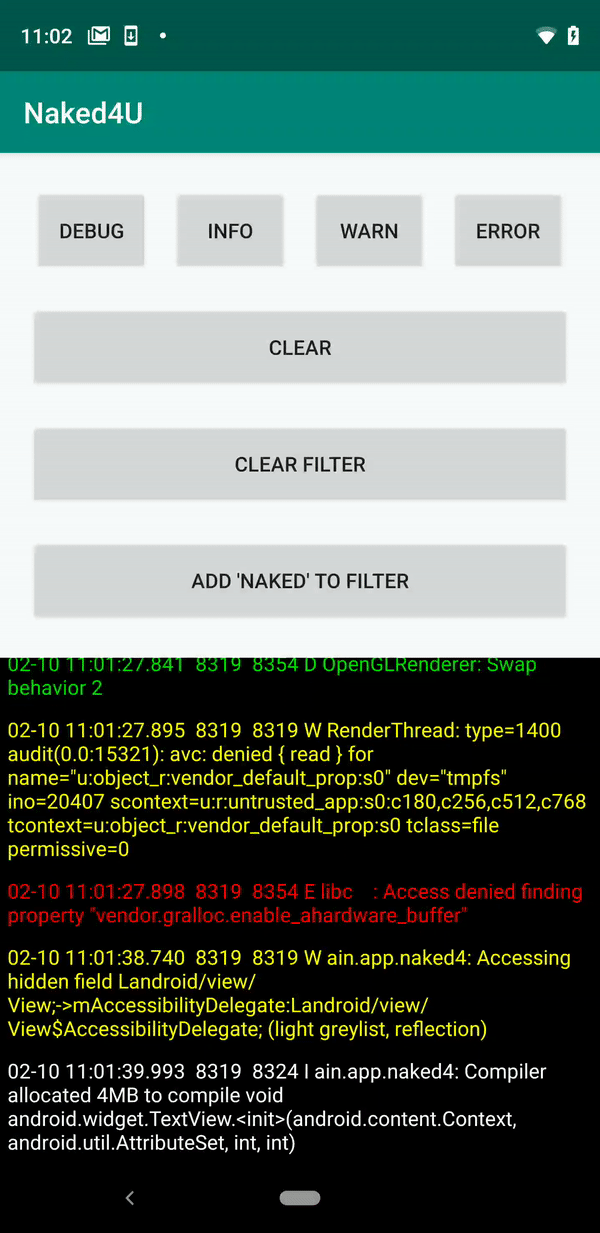 11:02
Naked4U
DEBUG INFO WARN ERROR
CLEAR
CLEAR FILTER
ADD 'NAKED' TO FILTER
02-10 11:01:27.841  8319  8354 D OpenGLRenderer: Swap
behavior 2
02-10 11:01:27.895  8319  8319 W RenderThread: type=1400
audit(0.0:15321): avc: denied { read } for
name="u:object_r:vendor_default_prop:s0" dev="tmpfs"
ino=20407 scontext=u:r:untrusted_app:s0:c180,c256,c512,c768
tcontext=u:object_r:vendor_default_prop:s0 tclass=file
permissive=0
02-10 11:01:27.898  8319  8354 E libc    : Access denied finding
property "vendor.gralloc.enable_ahardware_buffer"
02-10 11:01:38.740  8319  8319 W ain.app.naked4: Accessing
hidden field Landroid/view/
View;->mAccessibilityDelegate:Landroid/view/
View$AccessibilityDelegate; (light greylist, reflection)
02-10 11:01:39.993  8319  8324 I ain.app.naked4: Compiler
allocated 4MB to compile void
android.widget.TextView.<init>(android.content.Context,
android.util.AttributeSet, int, int)